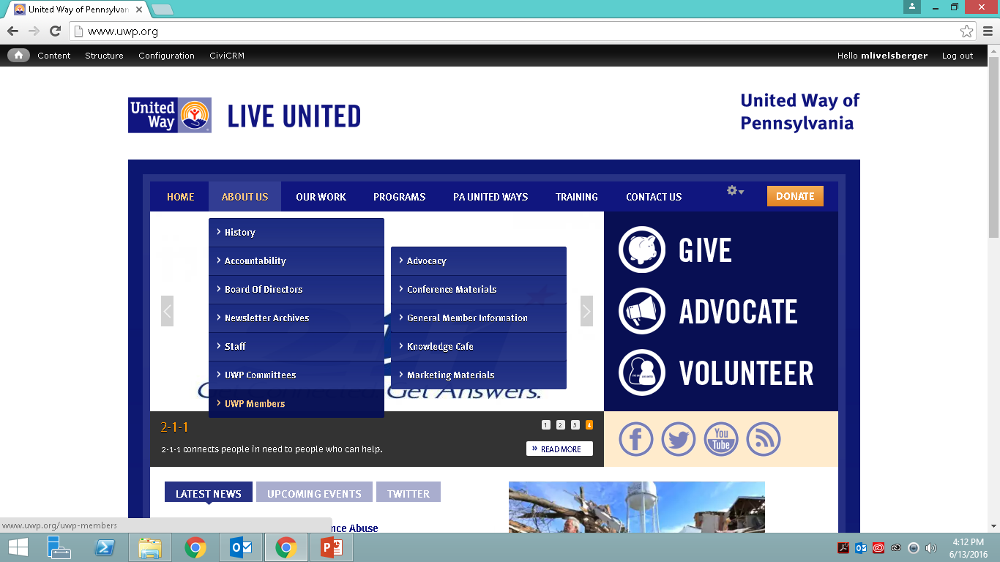 United Way of Pennsylvan
www.uwp.org
Content Structure Configuration CiviCRM
Hello mlivelsberger Log out
United Way
LIVE UNITED
United Way of
Pennsylvania
HOME ABOUT US OUR WORK PROGRAMS PA UNITED WAYS TRAINING CONTACT US DONATE
History
Accountability
Board Of Directors
Newsletter Archives
Staff
UWP Committees
UWP Members
Advocacy
Conference Materials
General Member Information
Knowledge Cafe
Marketing Materials
Get Answers.
GIVE
ADVOCATE
VOLUNTEER
2-1-1
1 2 3 4
2-1-1 connects people in need to people who can help.
» READ MORE
You
Tube
LATEST NEWS UPCOMING EVENTS TWITTER
nce Abuse
www.uwp.org/uwp-members
4:12 PM
6/13/2016